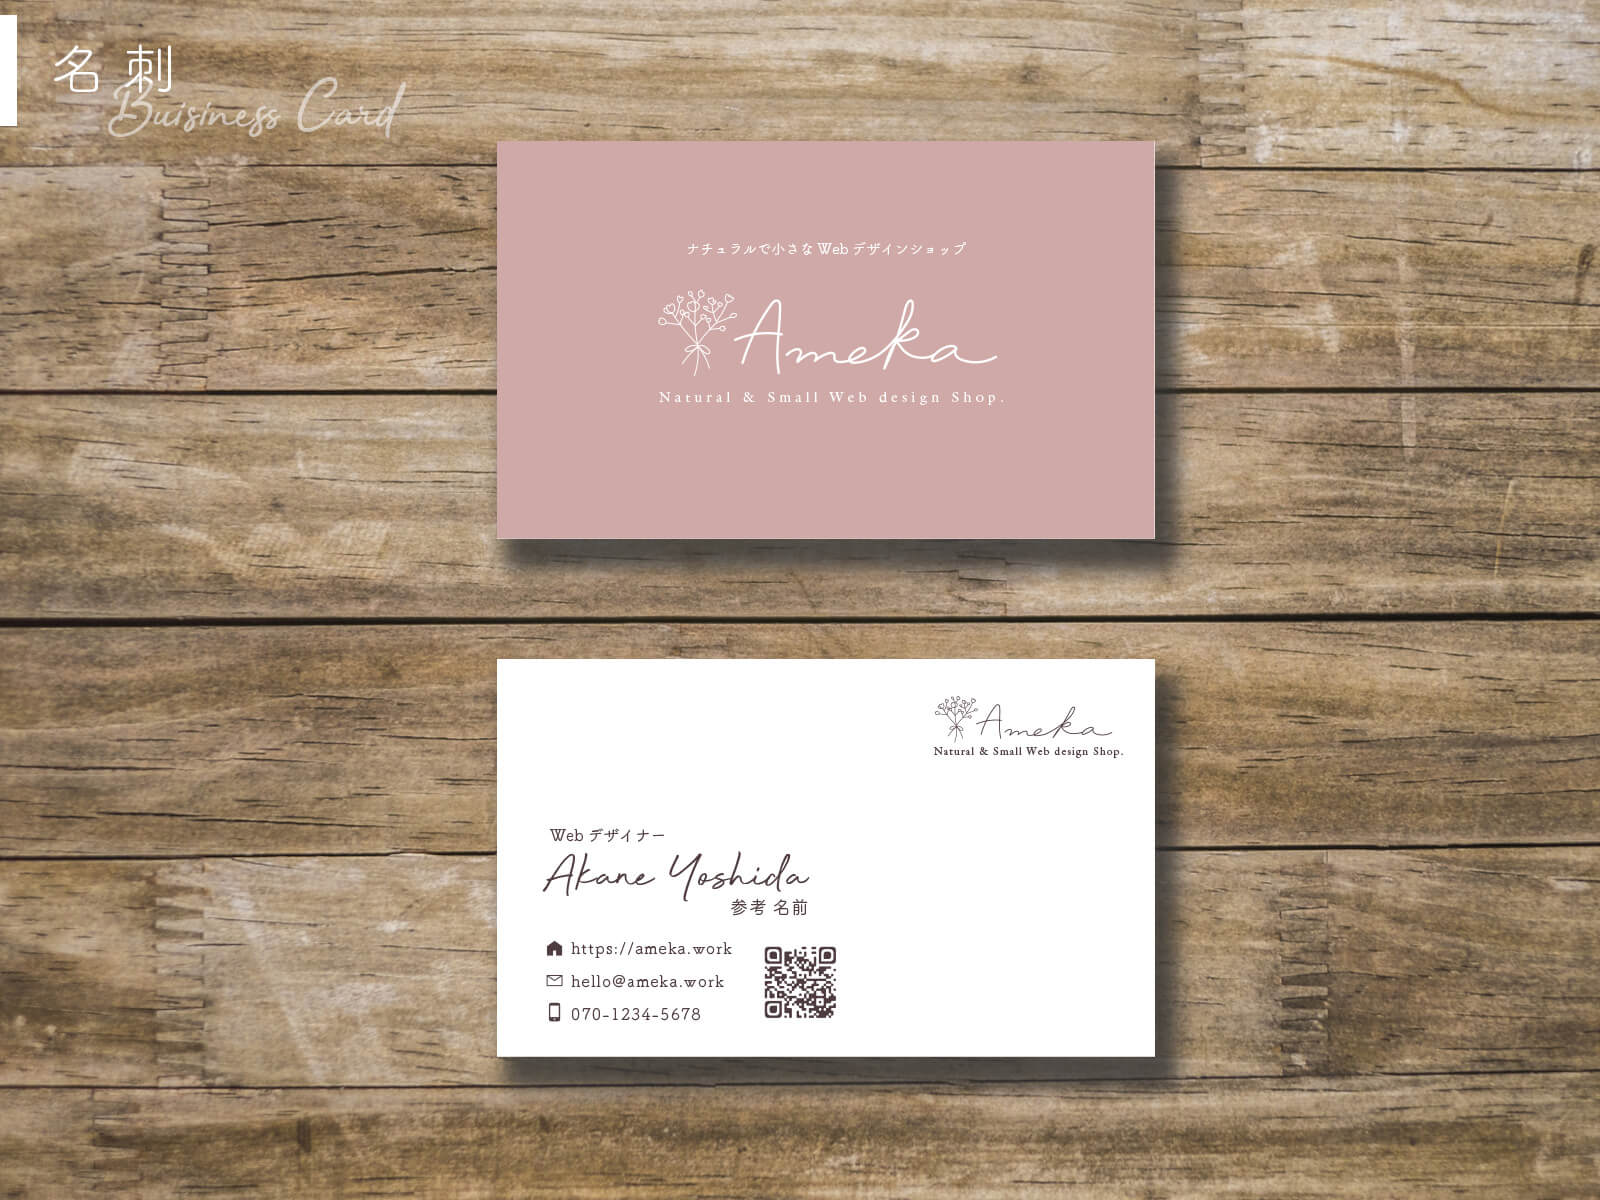 名刺
Buisiness Card
ナチュラルで小さなWebデザインショップ
Ameka
Natural & Small Web design Shop.
Ameka
Natural & Small Web design Shop.
Webデザイナー
Akane Yoshida
参考 名前
https://ameka.work
hello@ameka.work
070-1234-5678